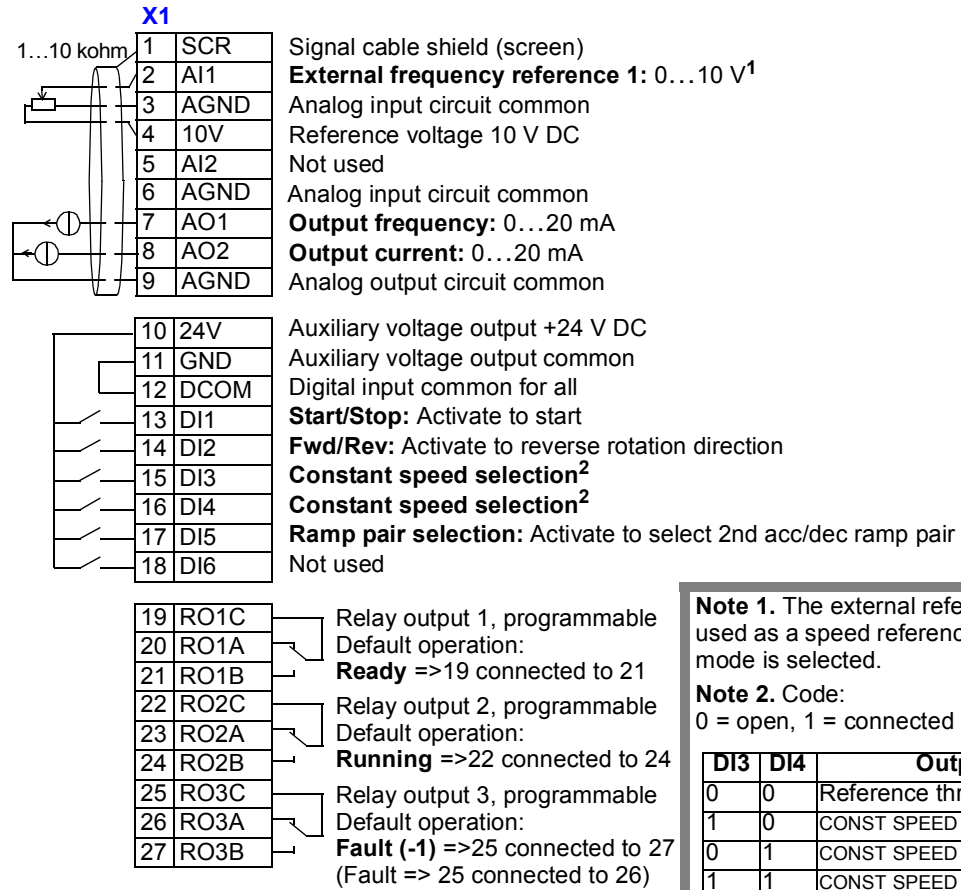 X1
1…10 kohm
1 SCR Signal cable shield (screen)
2 AI1 External frequency reference 1: 0…10 V1
3 AGND Analog input circuit common
4 10V Reference voltage 10 V DC
5 AI2 Not used
6 AGND Analog input circuit common
7 AO1 Output frequency: 0…20 mA
8 AO2 Output current: 0…20 mA
9 AGND Analog output circuit common
10 24V Auxiliary voltage output +24 V DC
11 GND Auxiliary voltage output common
12 DCOM Digital input common for all
13 DI1 Start/Stop: Activate to start
14 DI2 Fwd/Rev: Activate to reverse rotation direction
15 DI3 Constant speed selection2
16 DI4 Constant speed selection2
17 DI5 Ramp pair selection: Activate to select 2nd acc/dec ramp pair
18 DI6 Not used
19 RO1C Relay output 1, programmable
20 RO1A Default operation:
21 RO1B Ready =>19 connected to 21
22 RO2C Relay output 2, programmable
23 RO2A Default operation:
24 RO2B Running =>22 connected to 24
25 RO3C Relay output 3, programmable
26 RO3A Default operation:
27 RO3B Fault (-1) =>25 connected to 27
(Fault => 25 connected to 26)
Note 1. The external
used as a speed
mode is selected.
Note 2. Code:
0 = open, 1 = connected
DI3 DI4
0 0 Reference
1 0 CONST SPEED
0 1 CONST SPEED
1 1 CONST SPEED